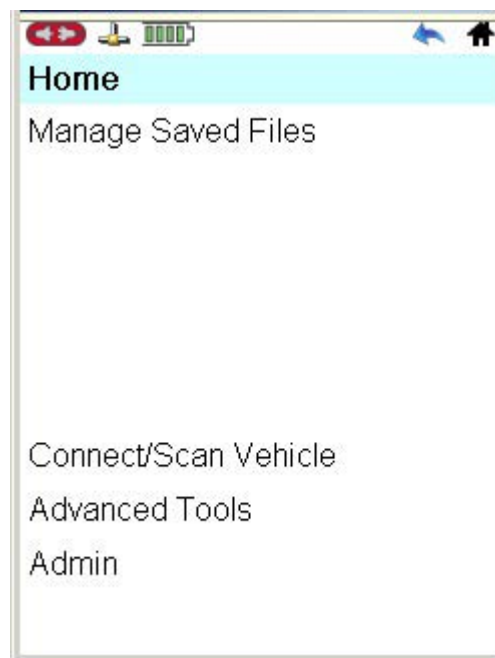 Home
Manage Saved Files
Connect/Scan Vehicle
Advanced Tools
Admin